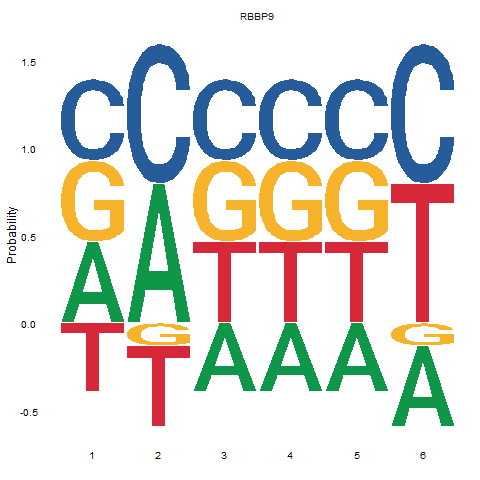 RBBP9
Probability
1.5
1.0
0.5
0.0
-0.5
C C C C C C
G A G G G T
A G T T T G
T T A A A A
1 2 3 4 5 6